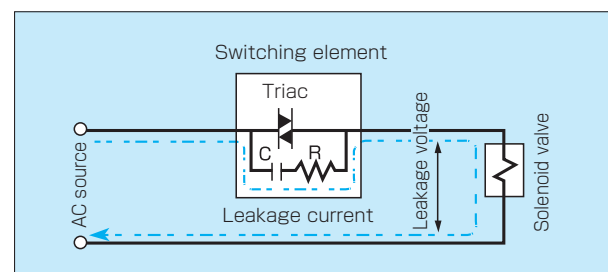 Switching element
Triac
C
R
Leakage current
AC source
Leakage voltage
Solenoid valve